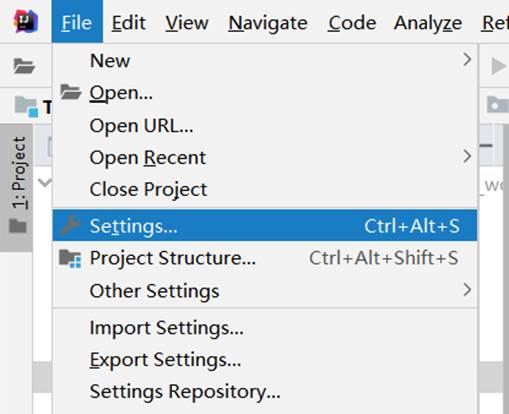 File Edit View Navigate Code Analyze Ref
New
Open...
T
Open URL...
1: Project
Open Recent
Close Project
Settings... Ctrl+Alt+S
Project Structure... Ctrl+Alt+Shift+S
Other Settings
Import Settings...
Export Settings...
Settings Repository...